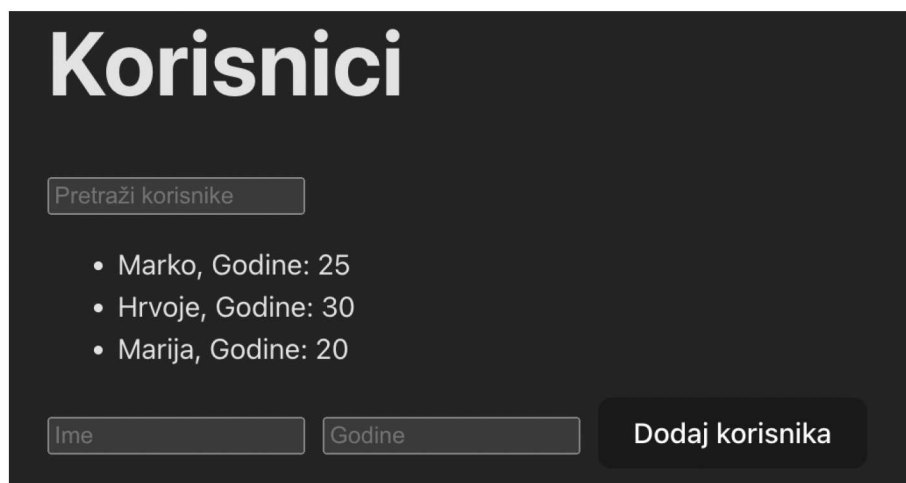 Korisnici
Pretraži korisnike
• Marko, Godine: 25
• Hrvoje, Godine: 30
• Marija, Godine: 20
Ime Godine Dodaj korisnika